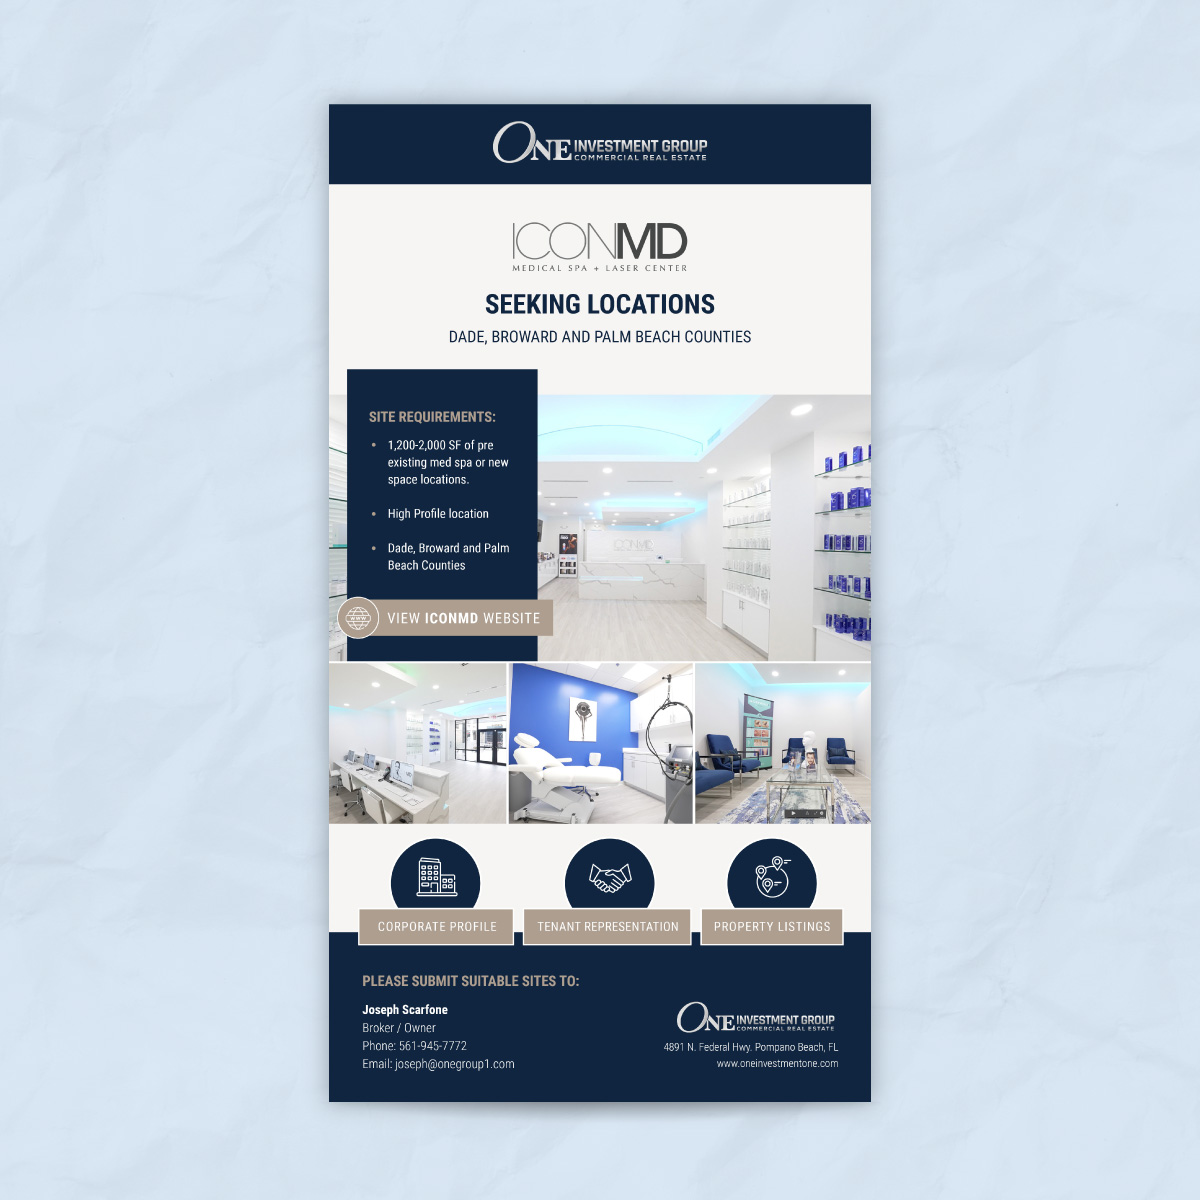 ONE INVESTMENT GROUP
COMMERCIAL REAL ESTATE
ICONMD
MEDICAL SPA + LASER CENTER
SEEKING LOCATIONS
DADE, BROWARD AND PALM BEACH COUNTIES
SITE REQUIREMENTS:
• 1,200-2,000 SF of pre
existing med spa or new
space locations.
• High Profile location
• Dade, Broward and Palm
Beach Counties
WWW
VIEW ICONMD WEBSITE
ICONMD
CORPORATE PROFILE
TENANT REPRESENTATION
PROPERTY LISTINGS
PLEASE SUBMIT SUITABLE SITES TO:
Joseph Scarfone
Broker / Owner
Phone: 561-945-7772
Email: joseph@onegroup1.com
ONE INVESTMENT GROUP
COMMERCIAL REAL ESTATE
4891 N. Federal Hwy. Pompano Beach, FL
www.oneinvestmentone.com